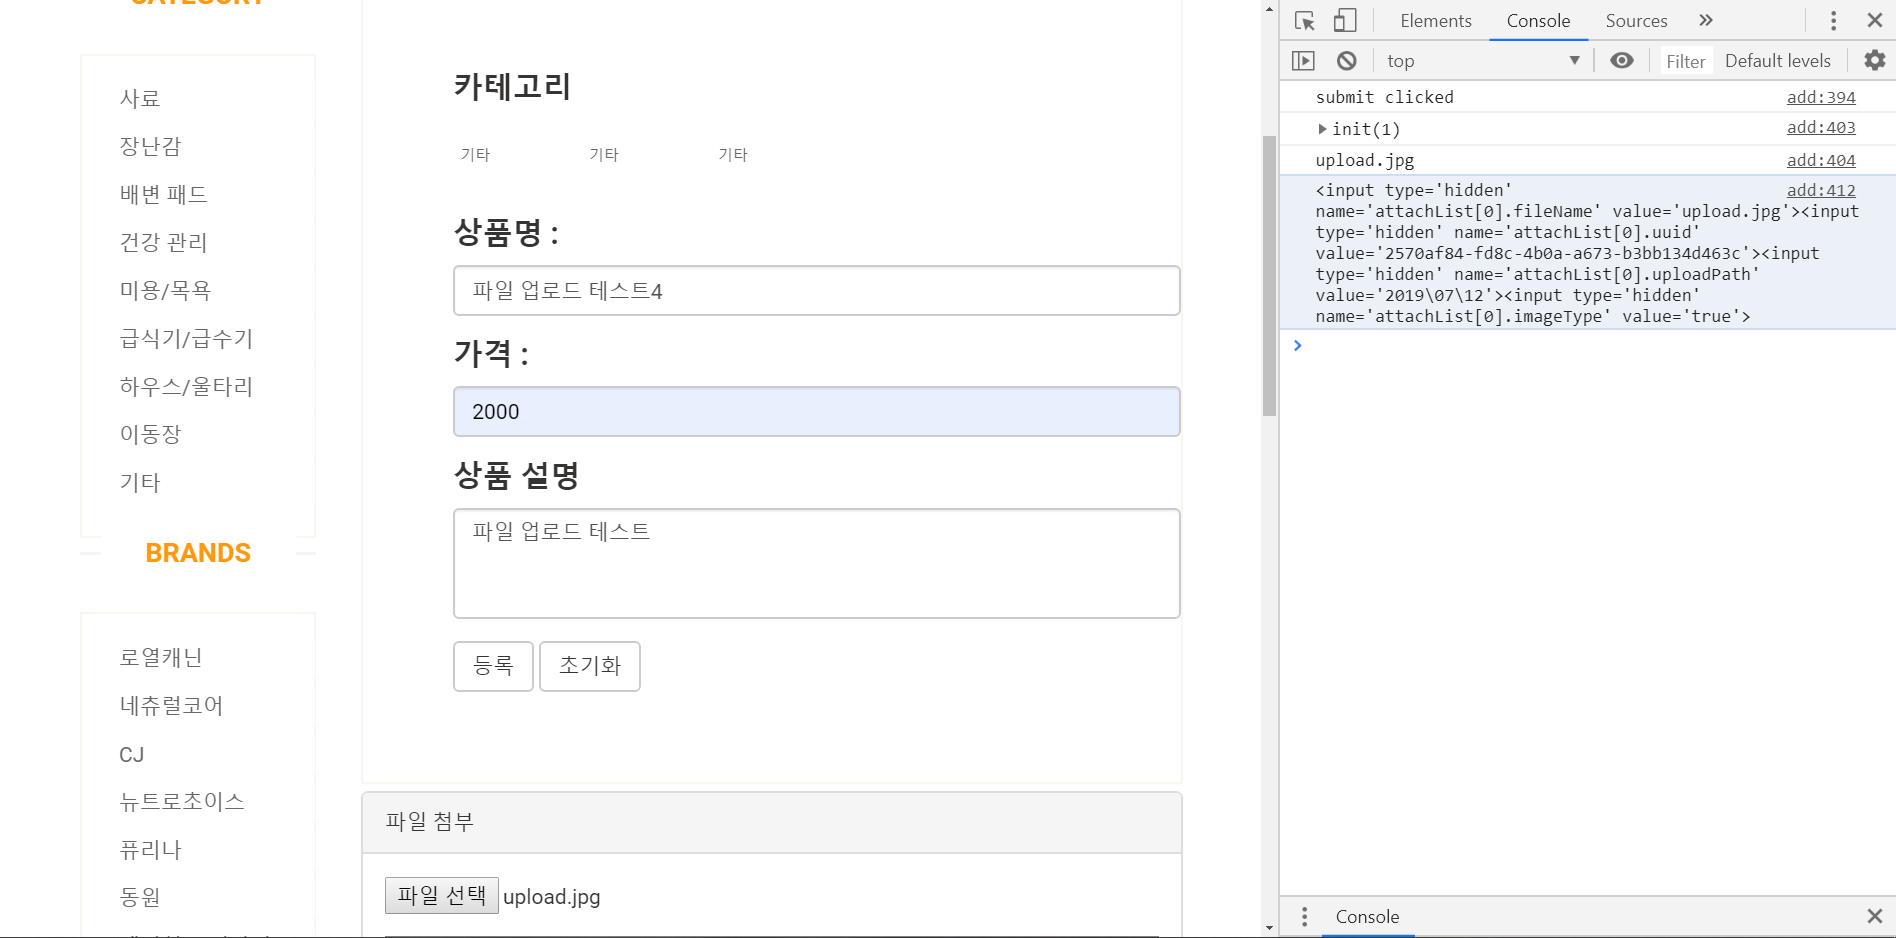 CATEGORY
사료
장난감
배변 패드
건강 관리
미용/목욕
급식기/급수기
하우스/울타리
이동장
기타
BRANDS
로열캐닌
네츄럴코어
CJ
뉴트로초이스
퓨리나
동원
카테고리
기타 기타 기타
상품명 :
파일 업로드 테스트4
가격 :
2000
상품 설명
파일 업로드 테스트
등록 초기화
파일 첨부
파일 선택 upload.jpg
Elements Console Sources »
top ▼ Filter Default levels
submit clicked add:394
▶init(1) add:403
upload.jpg add:404
<input type='hidden' add:412
name='attachList[0].fileName' value='upload.jpg'><input
type='hidden' name='attachList[0].uuid'
value='2570af84-fd8c-4b0a-a673-b3bb134d463c'><input
type='hidden' name='attachList[0].uploadPath'
value='2019\07\12'><input type='hidden'
name='attachList[0].imageType' value='true'>
Console